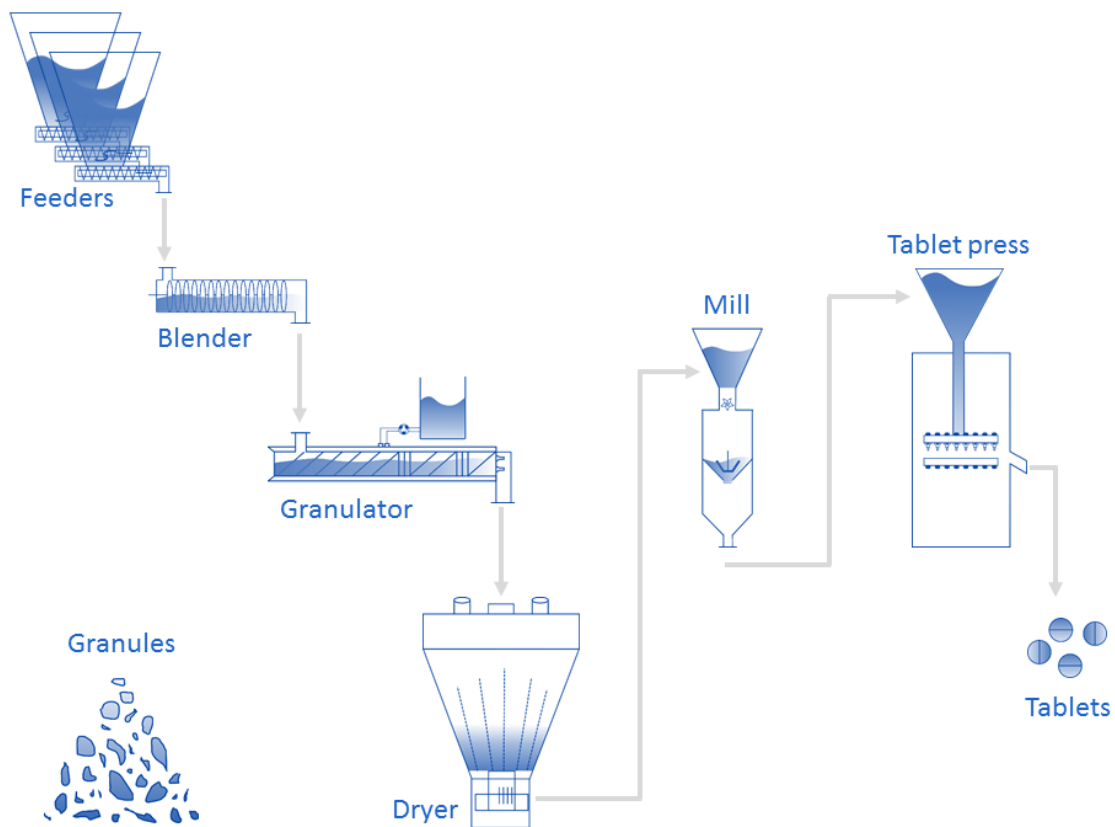 Feeders
Blender
Granulator
Dryer
Mill
Tablet press
Tablets
Granules